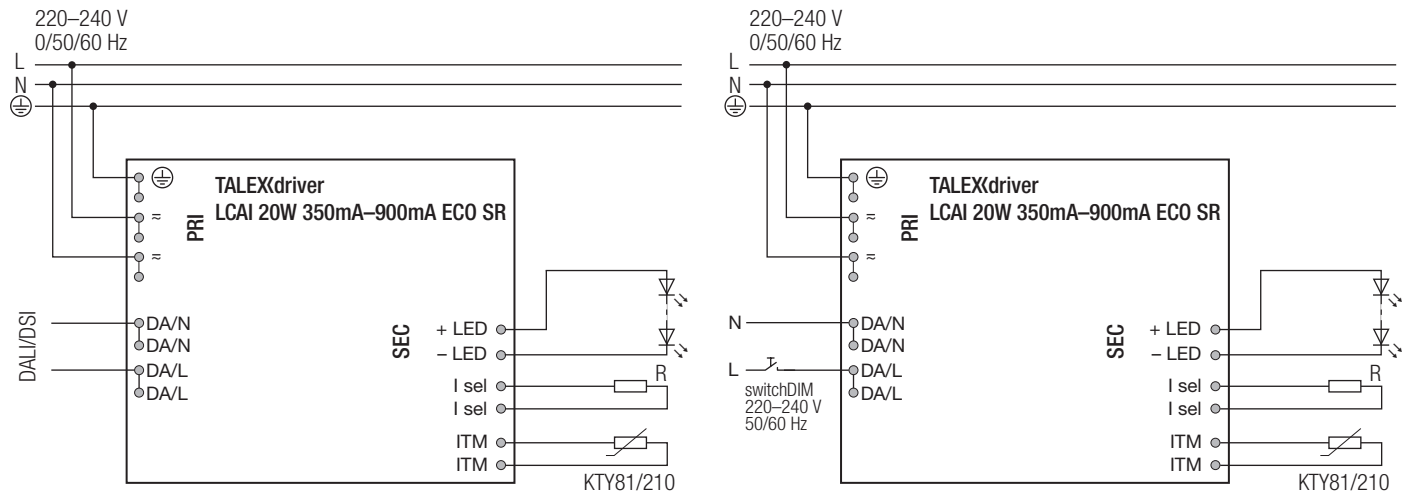 220–240 V
0/50/60 Hz
L
N
PRI
≂
≂
TALEXXdriver
LCAI 20W 350mA–900mA ECO SR
DALI/DSI
DA/N
DA/N
DA/L
DA/L
SEC
+ LED
– LED
I sel
I sel
ITM
ITM
R
KTY81/210
220–240 V
0/50/60 Hz
L
N
PRI
≂
≂
TALEXXdriver
LCAI 20W 350mA–900mA ECO SR
N
L
switchDIM
220–240 V
50/60 Hz
DA/N
DA/N
DA/L
DA/L
SEC
+ LED
– LED
I sel
I sel
ITM
ITM
R
KTY81/210